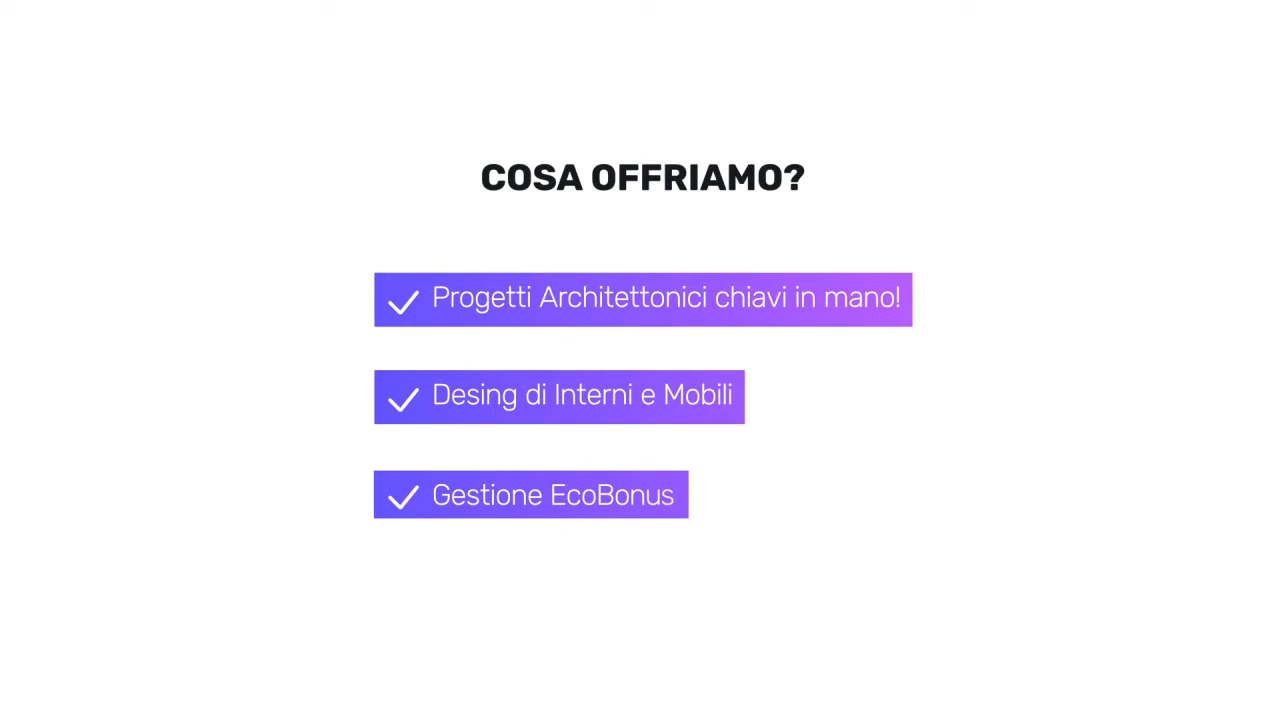 COSA OFFRIAMO?
Progetti Architettonici chiavi in mano!
Desing di Interni e Mobili
Gestione EcoBonus